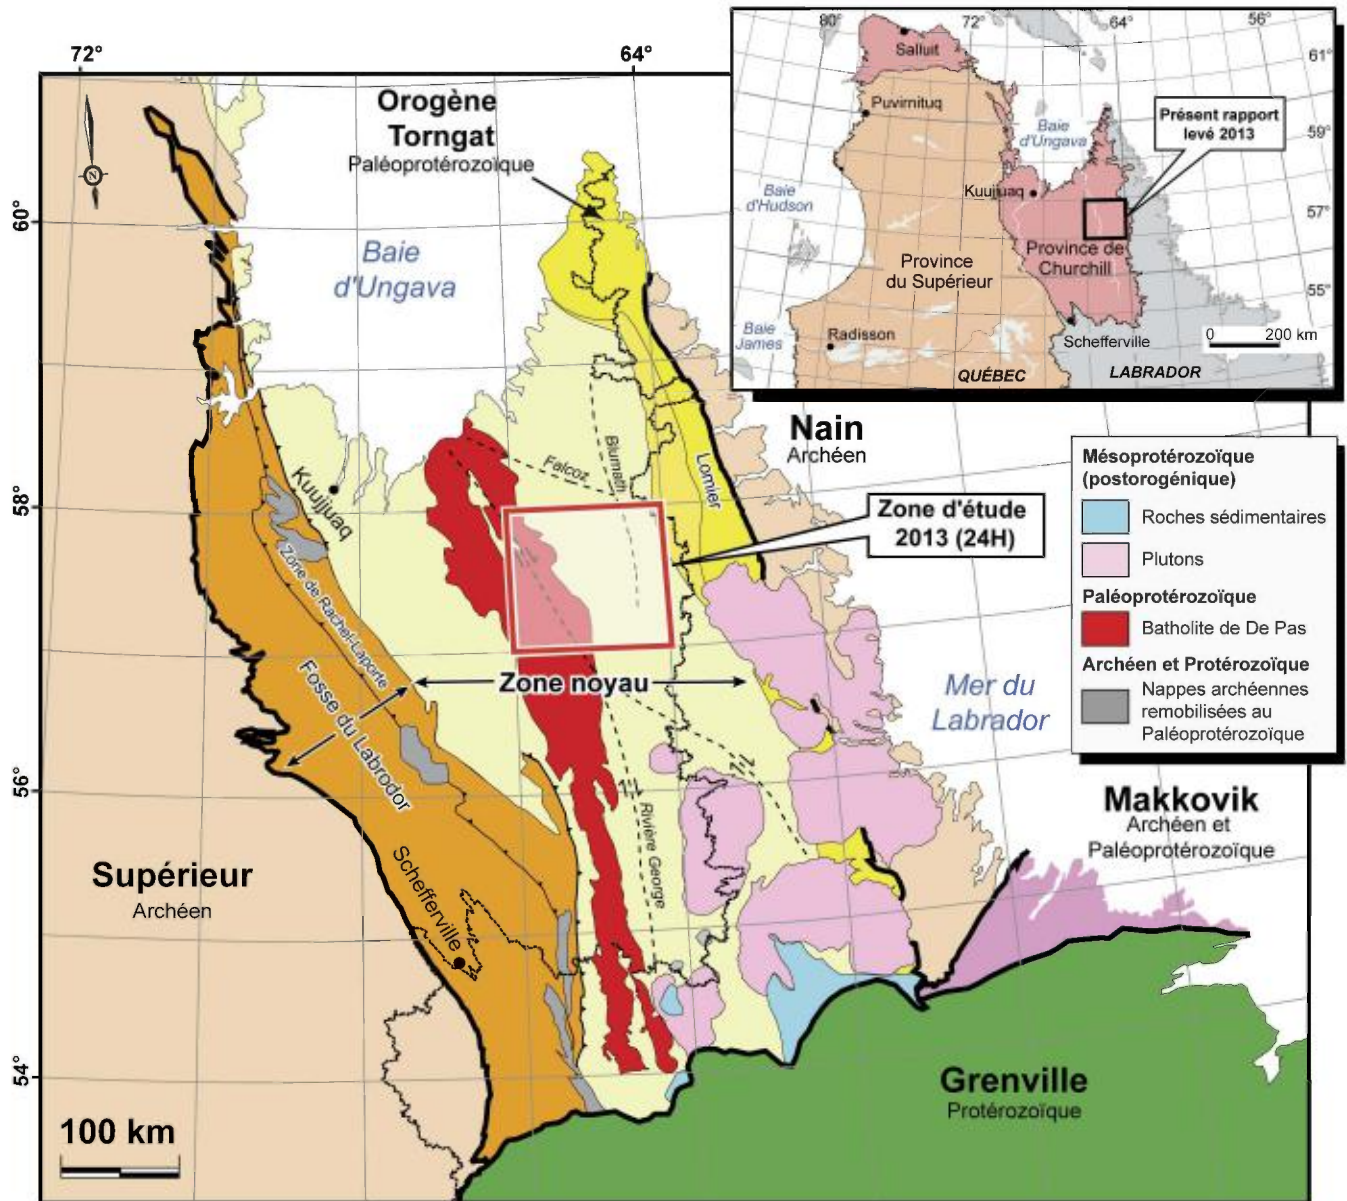 72°
64°
Orogène
Torngat
Paléoprotérozoïque
N
60°
Baie
d'Ungava
80°
72°
64°
56°
61°
Salluit
Puvirnituq
Baie
d'Ungava
Présent rapport
levé 2013
59°
Kuujjuaq
Baie
d'Hudson
57°
Province de
Churchill
Province
du Supérieur
55°
Baie
James
Radisson
Schefferville
0 200 km
QUÉBEC
LABRADOR
Nain
Archéen
Lomier
Blumath
Falcoz
58°
Kuujjuaq
Zone d'étude
2013 (24H)
Mésoprotérozoïque
(postorogénique)
Roches sédimentaires
Plutons
Paléoprotérozoïque
Batholite de De Pas
Archéen et Protérozoïque
Nappes archéennes
remobilisées au
Paléoprotérozoïque
Zone de Rachel-Laporte
Fosse du Labrodor
Zone noyau
Mer du
Labrador
56°
Rivière George
Makkovik
Archéen et
Paléoprotérozoïque
Supérieur
Archéen
Schefferville
54°
Grenville
Protérozoïque
100 km